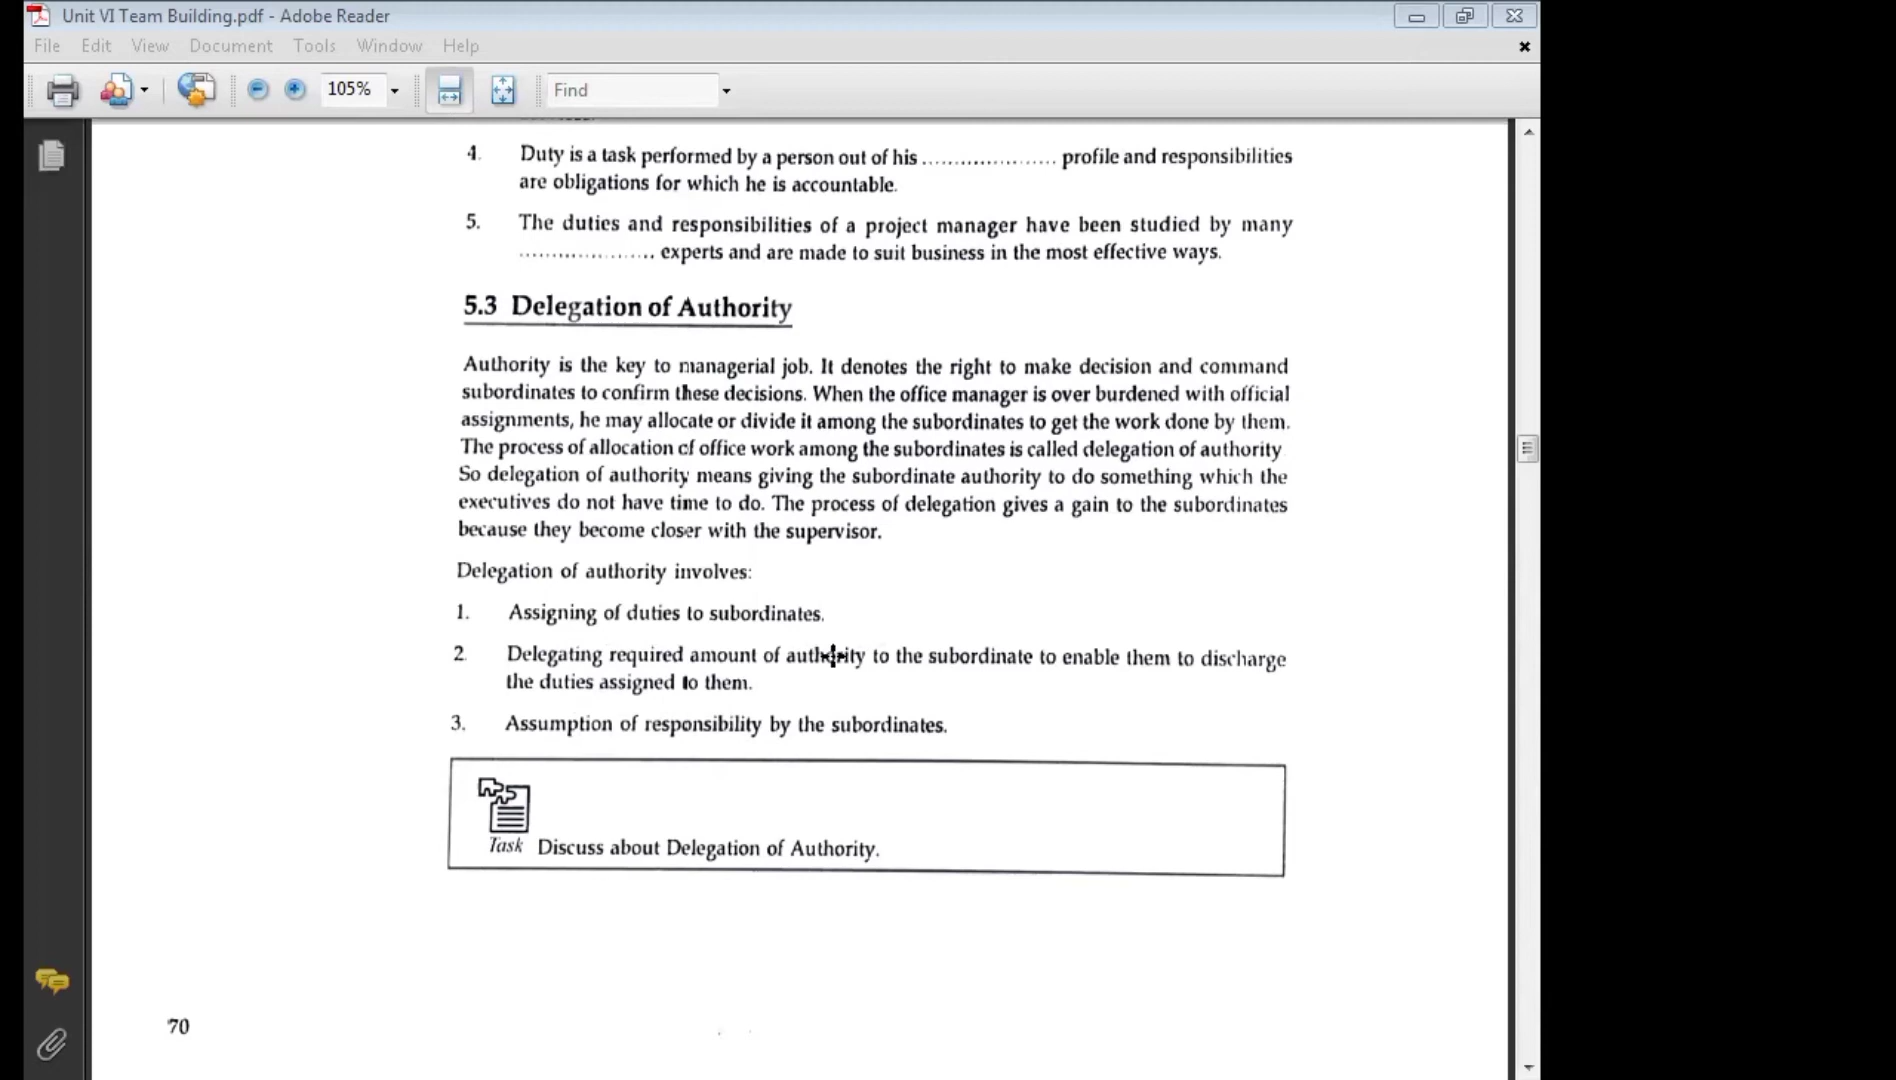 Unit VI Team Building.pdf - Adobe Reader
File Edit View Document Tools Window Help
105% Find
4. Duty is a task performed by a person out of his ..................... profile and responsibilities
are obligations for which he is accountable.
5. The duties and responsibilities of a project manager have been studied by many
..................... experts and are made to suit business in the most effective ways.
5.3 Delegation of Authority
Authority is the key to managerial job. It denotes the right to make decision and command
subordinates to confirm these decisions. When the office manager is over burdened with official
assignments, he may allocate or divide it among the subordinates to get the work done by them.
The process of allocation of office work among the subordinates is called delegation of authority
So delegation of authority means giving the subordinate authority to do something which the
executives do not have time to do. The process of delegation gives a gain to the subordinates
because they become closer with the supervisor.
Delegation of authority involves:
1. Assigning of duties to subordinates.
2. Delegating required amount of authority to the subordinate to enable them to discharge
the duties assigned to them.
3. Assumption of responsibility by the subordinates.
Task Discuss about Delegation of Authority.
70